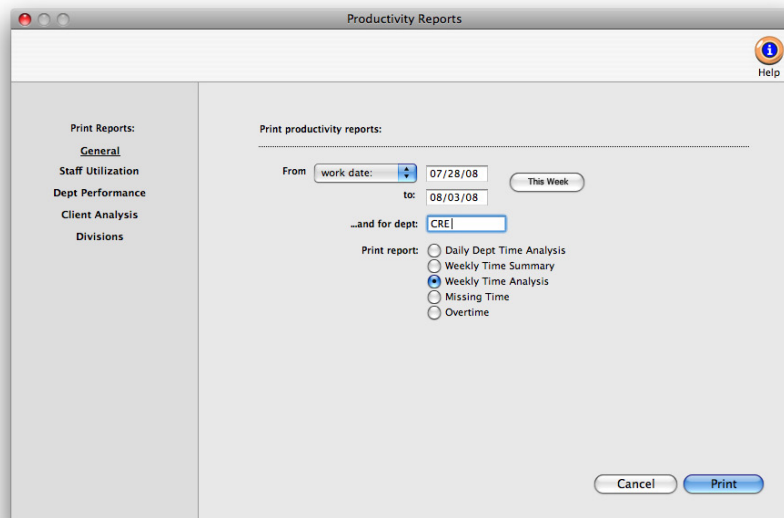 Productivity Reports
Help
Print Reports:
General
Staff Utilization
Dept Performance
Client Analysis
Divisions
Print productivity reports:
From work date: 07/28/08 This Week
to: 08/03/08
...and for dept: CRE
Print report: Daily Dept Time Analysis
Weekly Time Summary
Weekly Time Analysis
Missing Time
Overtime
Cancel Print